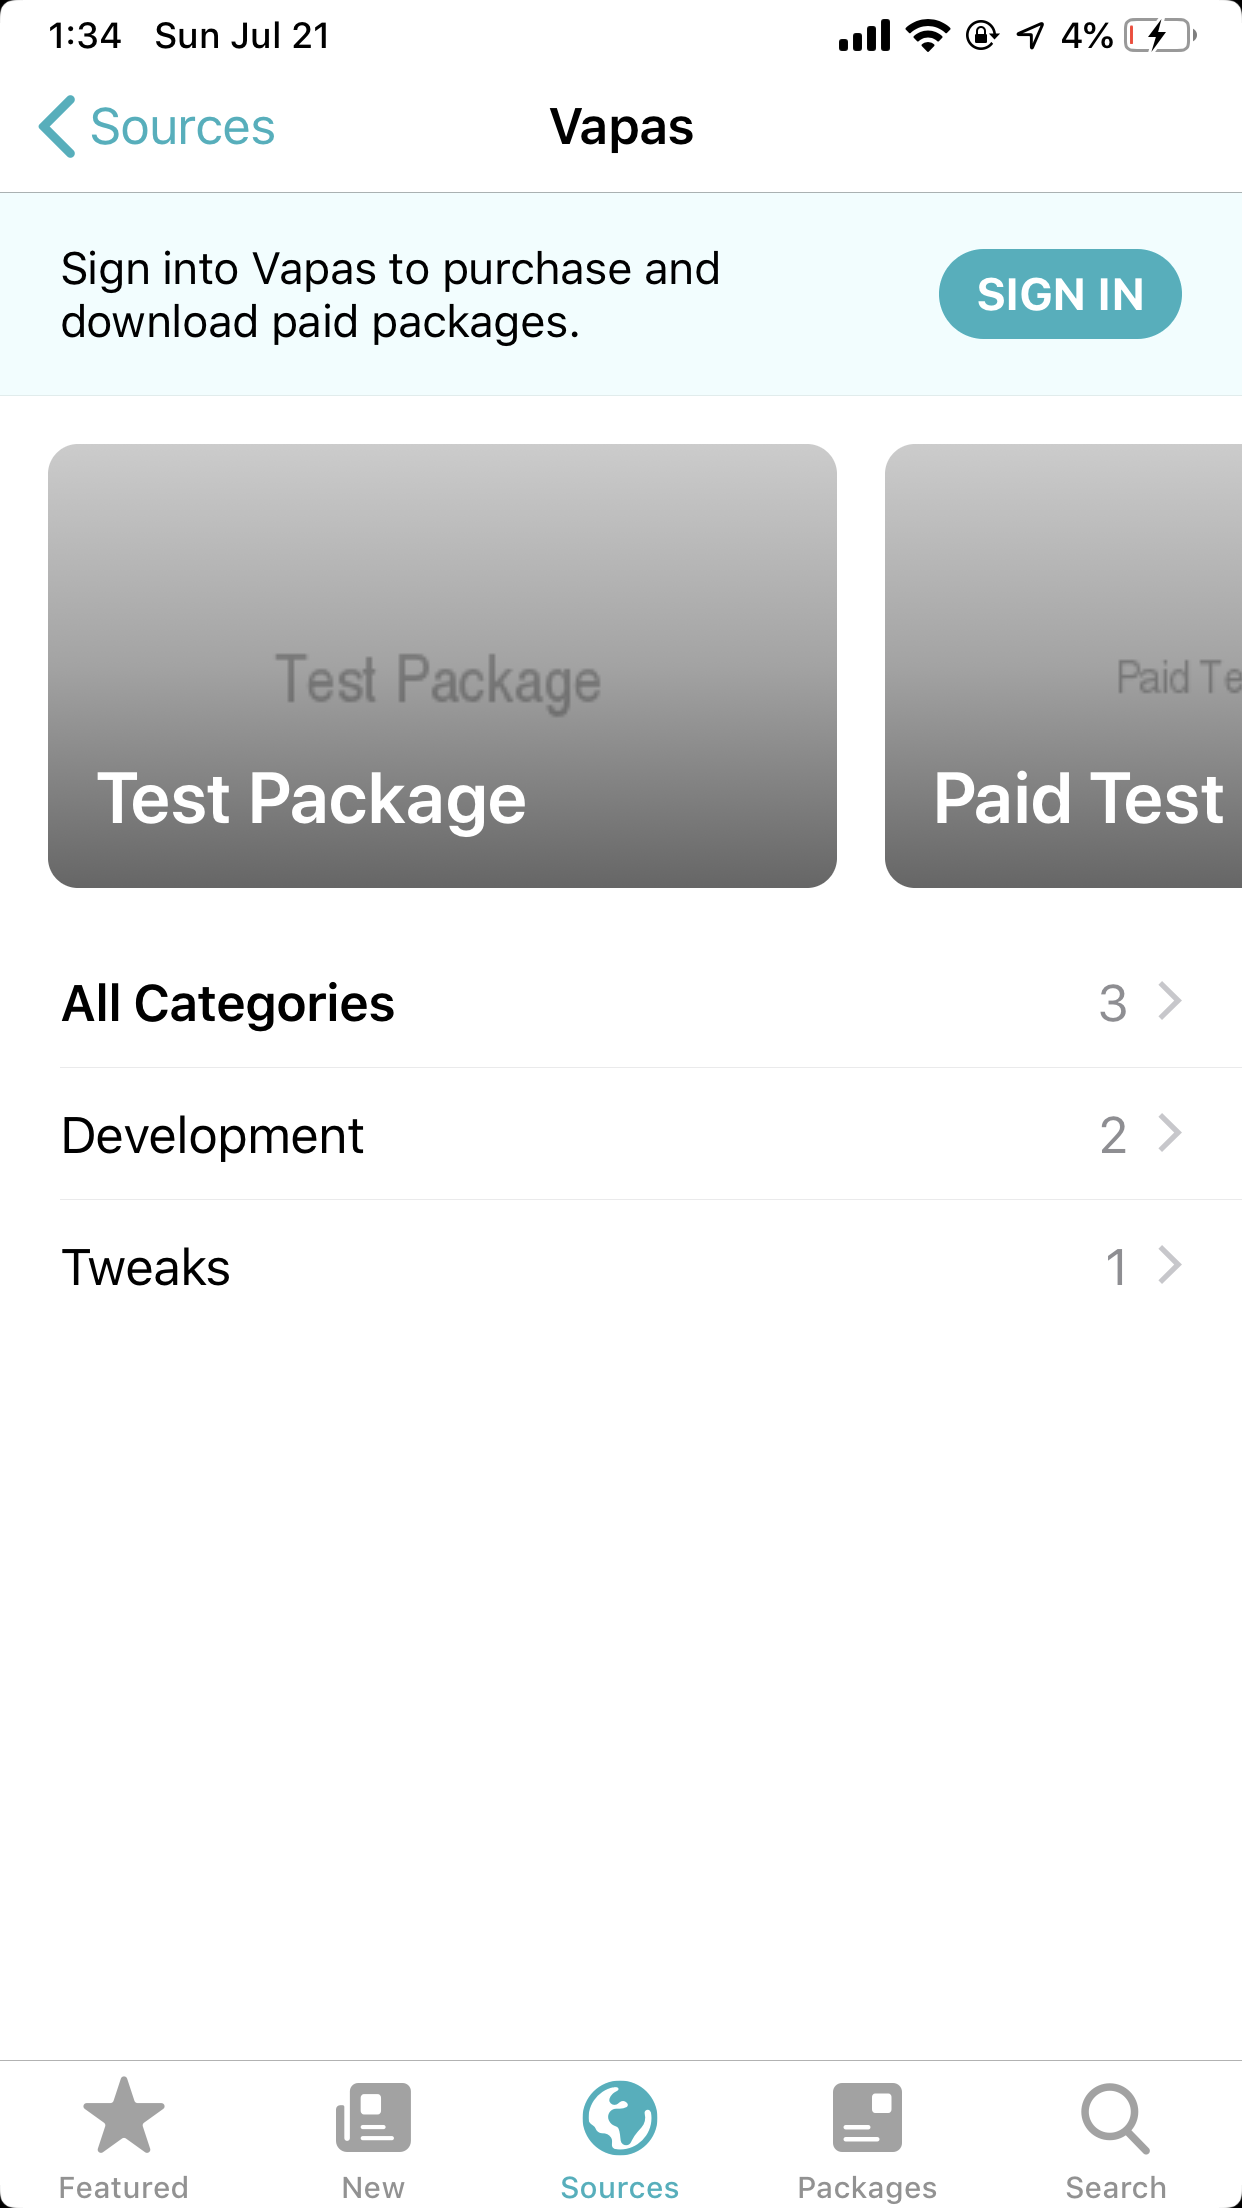 1:34 Sun Jul 21 4%
Sources Vapas
Sign into Vapas to purchase and
download paid packages.
SIGN IN
Test Package
Test Package
Paid Te
Paid Test
All Categories 3
Development 2
Tweaks 1
Featured New Sources Packages Search